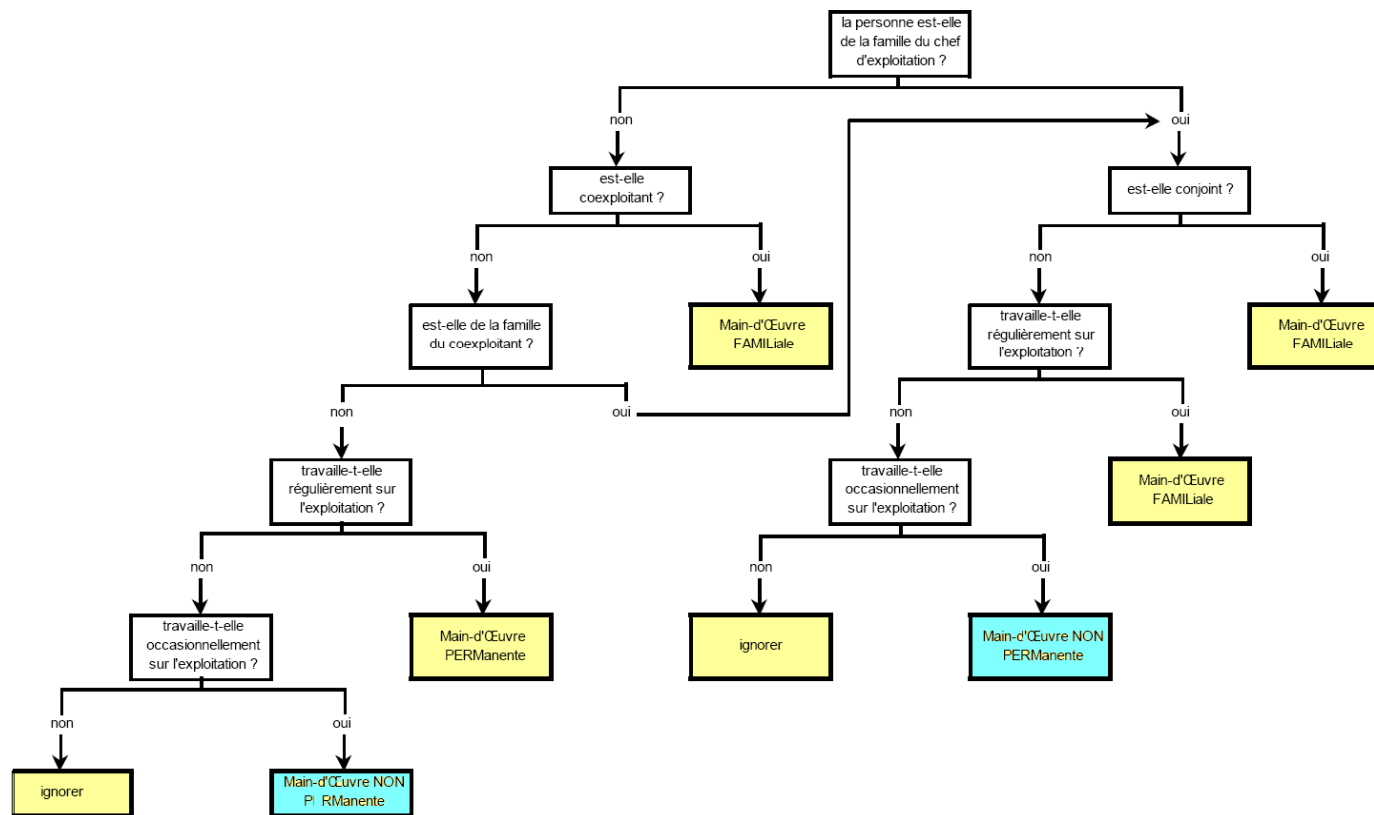 la personne est-elle
de la famille du chef
d'exploitation ?
non
oui
est-elle
coexploitant ?
est-elle conjoint ?
non
oui
non
oui
est-elle de la famille
du coexploitant ?
Main-d'Œuvre
FAMILiale
travaille-t-elle
régulièrement sur
l'exploitation ?
Main-d'Œuvre
FAMILiale
non
oui
non
oui
travaille-t-elle
régulièrement sur
l'exploitation ?
travaille-t-elle
occasionnellement
sur l'exploitation ?
Main-d'Œuvre
FAMILiale
non
oui
non
oui
travaille-t-elle
occasionnellement
sur l'exploitation ?
Main-d'Œuvre
PERManente
ignorer
Main-d'Œuvre NON
PERManente
non
oui
ignorer
Main-d'Œuvre NON
PERManente